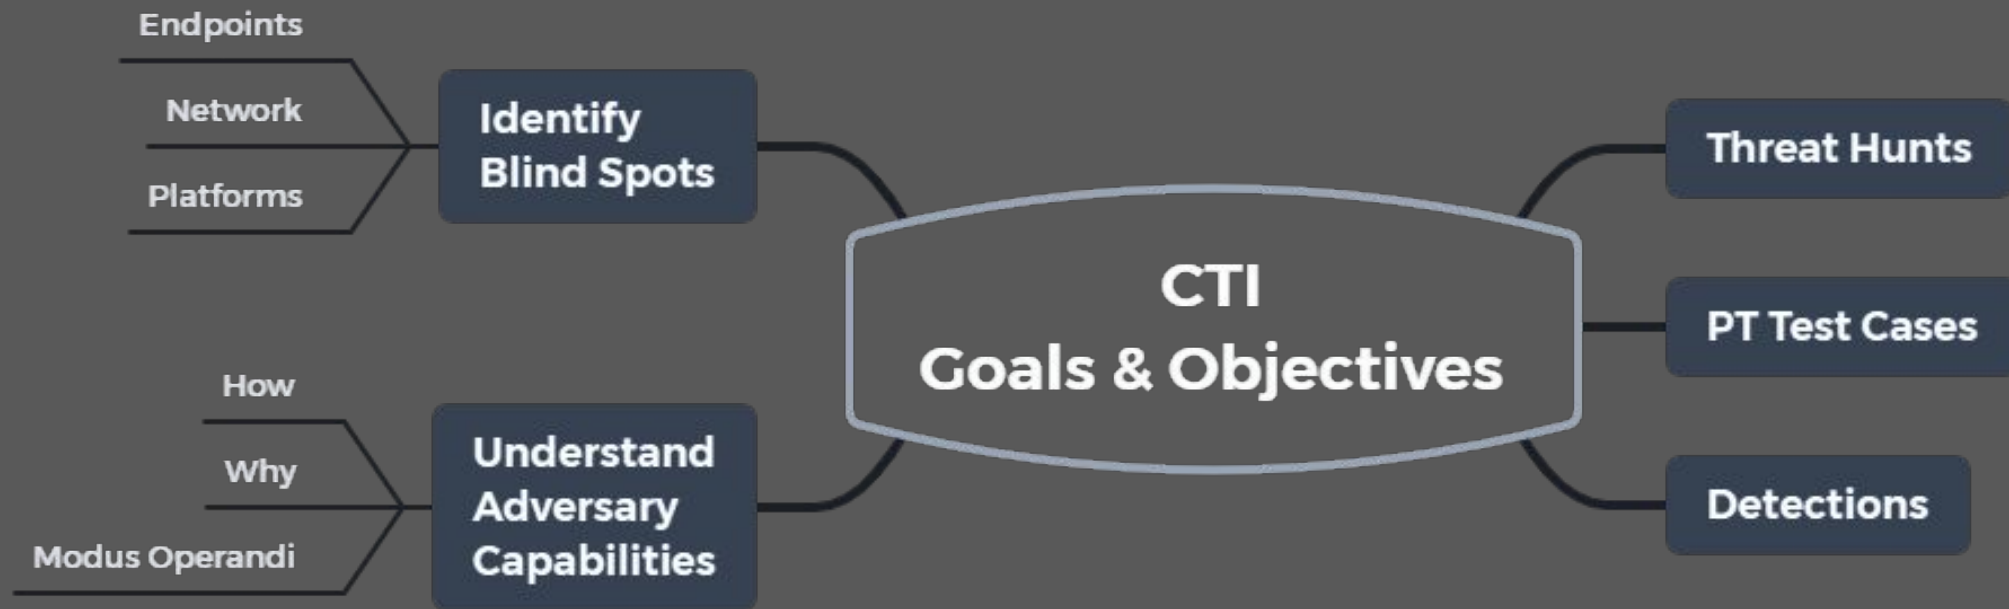 Endpoints
Network
Platforms
Identify
Blind Spots
How
Why
Modus Operandi
Understand
Adversary
Capabilities
CTI
Goals & Objectives
Threat Hunts
PT Test Cases
Detections